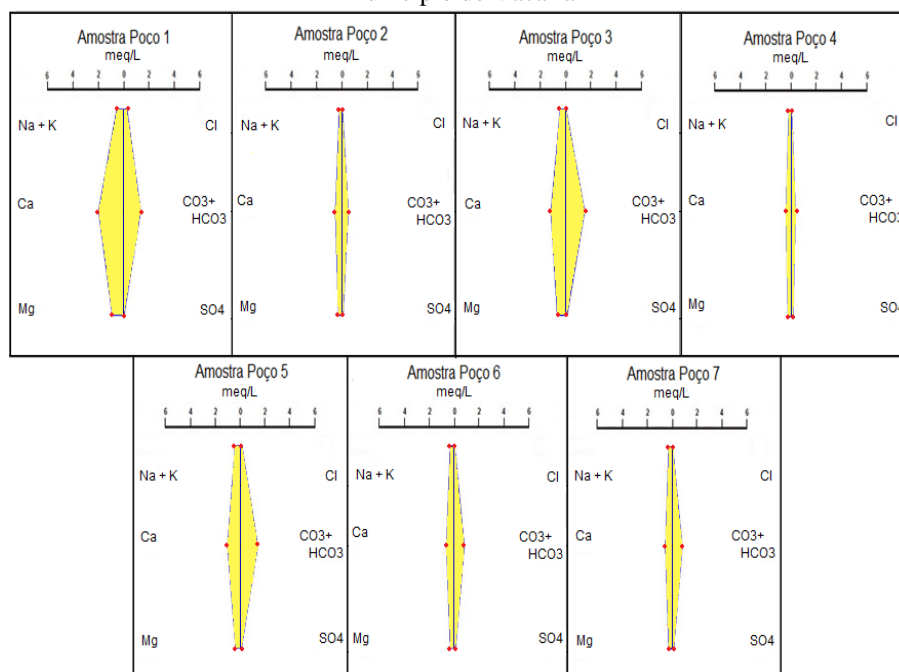 Amostra Poço 1
meq/L
6 4 2 0 2 4 6
Na + K
Cl
Ca
CO3+
HCO3
Mg
SO4
Amostra Poço 2
meq/L
6 4 2 0 2 4 6
Na + K
Cl
Ca
CO3+
HCO3
Mg
SO4
Amostra Poço 3
meq/L
6 4 2 0 2 4 6
Na + K
Cl
Ca
CO3+
HCO3
Mg
SO4
Amostra Poço 4
meq/L
6 4 2 0 2 4 6
Na + K
Cl
Ca
CO3+
HCO3
Mg
SO4
Amostra Poço 5
meq/L
6 4 2 0 2 4 6
Na + K
Cl
Ca
CO3+
HCO3
Mg
SO4
Amostra Poço 6
meq/L
6 4 2 0 2 4 6
Na + K
Cl
Ca
CO3+
HCO3
Mg
SO4
Amostra Poço 7
meq/L
6 4 2 0 2 4 6
Na + K
Cl
Ca
CO3+
HCO3
Mg
SO4